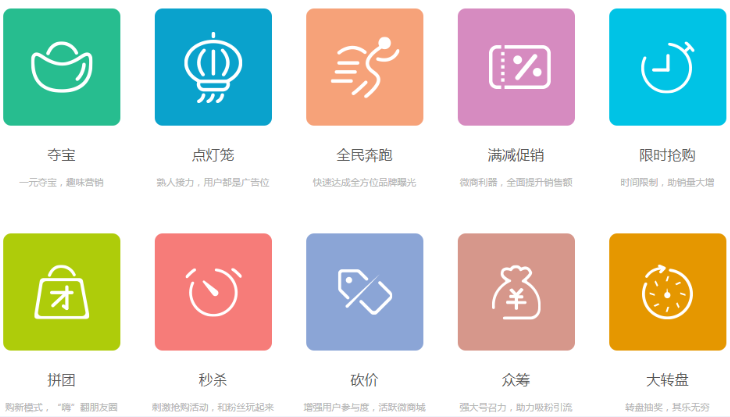 夺宝 点灯笼 全民奔跑 满减促销 限时抢购
一元夺宝，趣味营销 熟人接力，用户都是广告位 快速达成全方位品牌曝光 微商利器，全面提升销售额 时间限制，助销量大增
才
¥
拼团 秒杀 砍价 众筹 大转盘
购新模式，“嗨”翻朋友圈 刺激抢购活动，和粉丝玩起来 增强用户参与度，活跃微商城 强大号召力，助力吸粉引流 转盘抽奖，其乐无穷